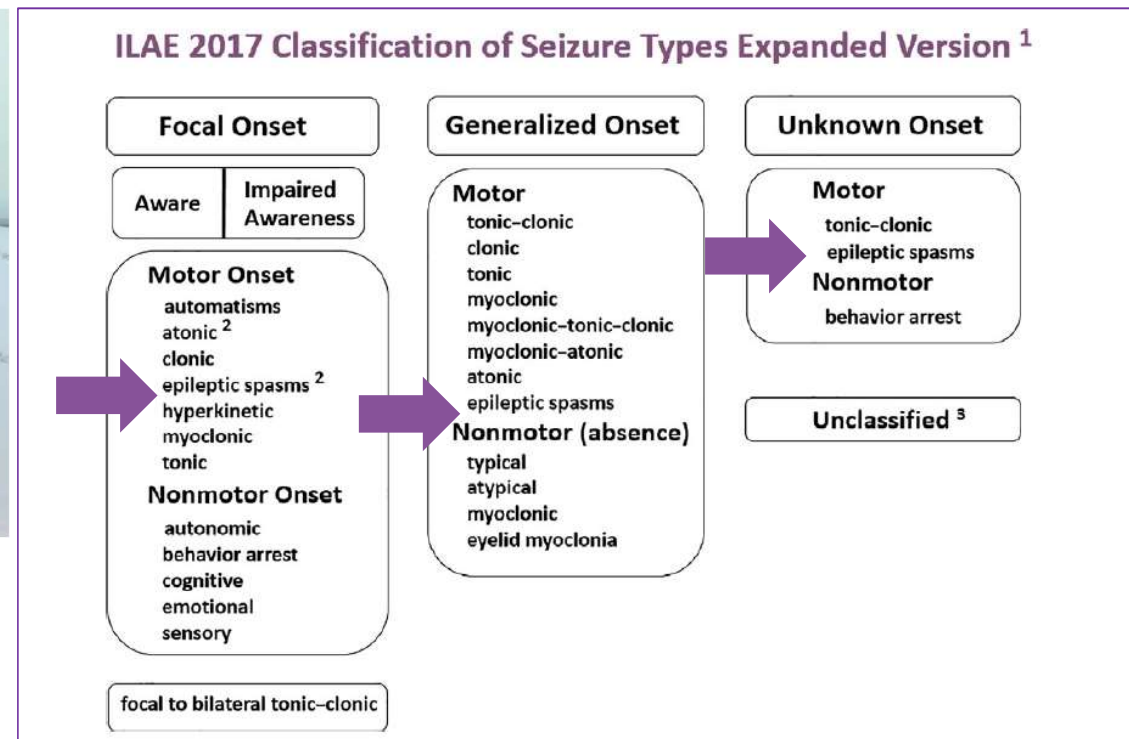 ILAE 2017 Classification of Seizure Types Expanded Version 1
Focal Onset
Aware
Impaired
Awareness
Motor Onset
automatisms
atonic 2
clonic
epileptic spasms 2
hyperkinetic
myoclonic
tonic
Nonmotor Onset
autonomic
behavior arrest
cognitive
emotional
sensory
focal to bilateral tonic–clonic
Generalized Onset
Motor
tonic–clonic
clonic
tonic
myoclonic
myoclonic–tonic–clonic
myoclonic–atonic
atonic
epileptic spasms
Nonmotor (absence)
typical
atypical
myoclonic
eyelid myoclonia
Unknown Onset
Motor
tonic–clonic
epileptic spasms
Nonmotor
behavior arrest
Unclassified 3